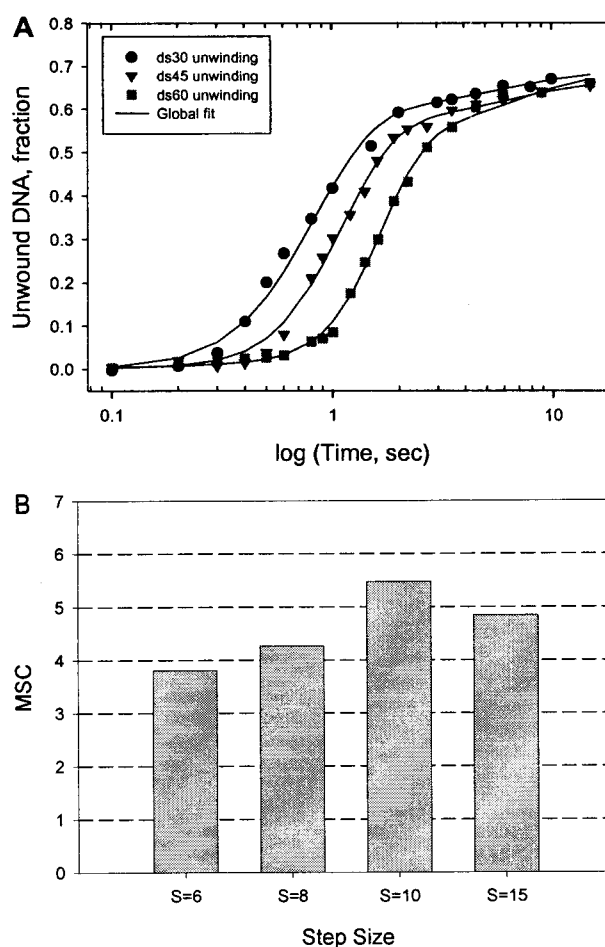 A
0.8
0.7
0.6
0.5
0.4
0.3
0.2
0.1
0.0
Unwound DNA, fraction
ds30 unwinding
ds45 unwinding
ds60 unwinding
Global fit
0.1
1
10
log (Time, sec)
B
7
6
5
4
3
2
1
0
MSC
S=6
S=8
S=10
S=15
Step Size